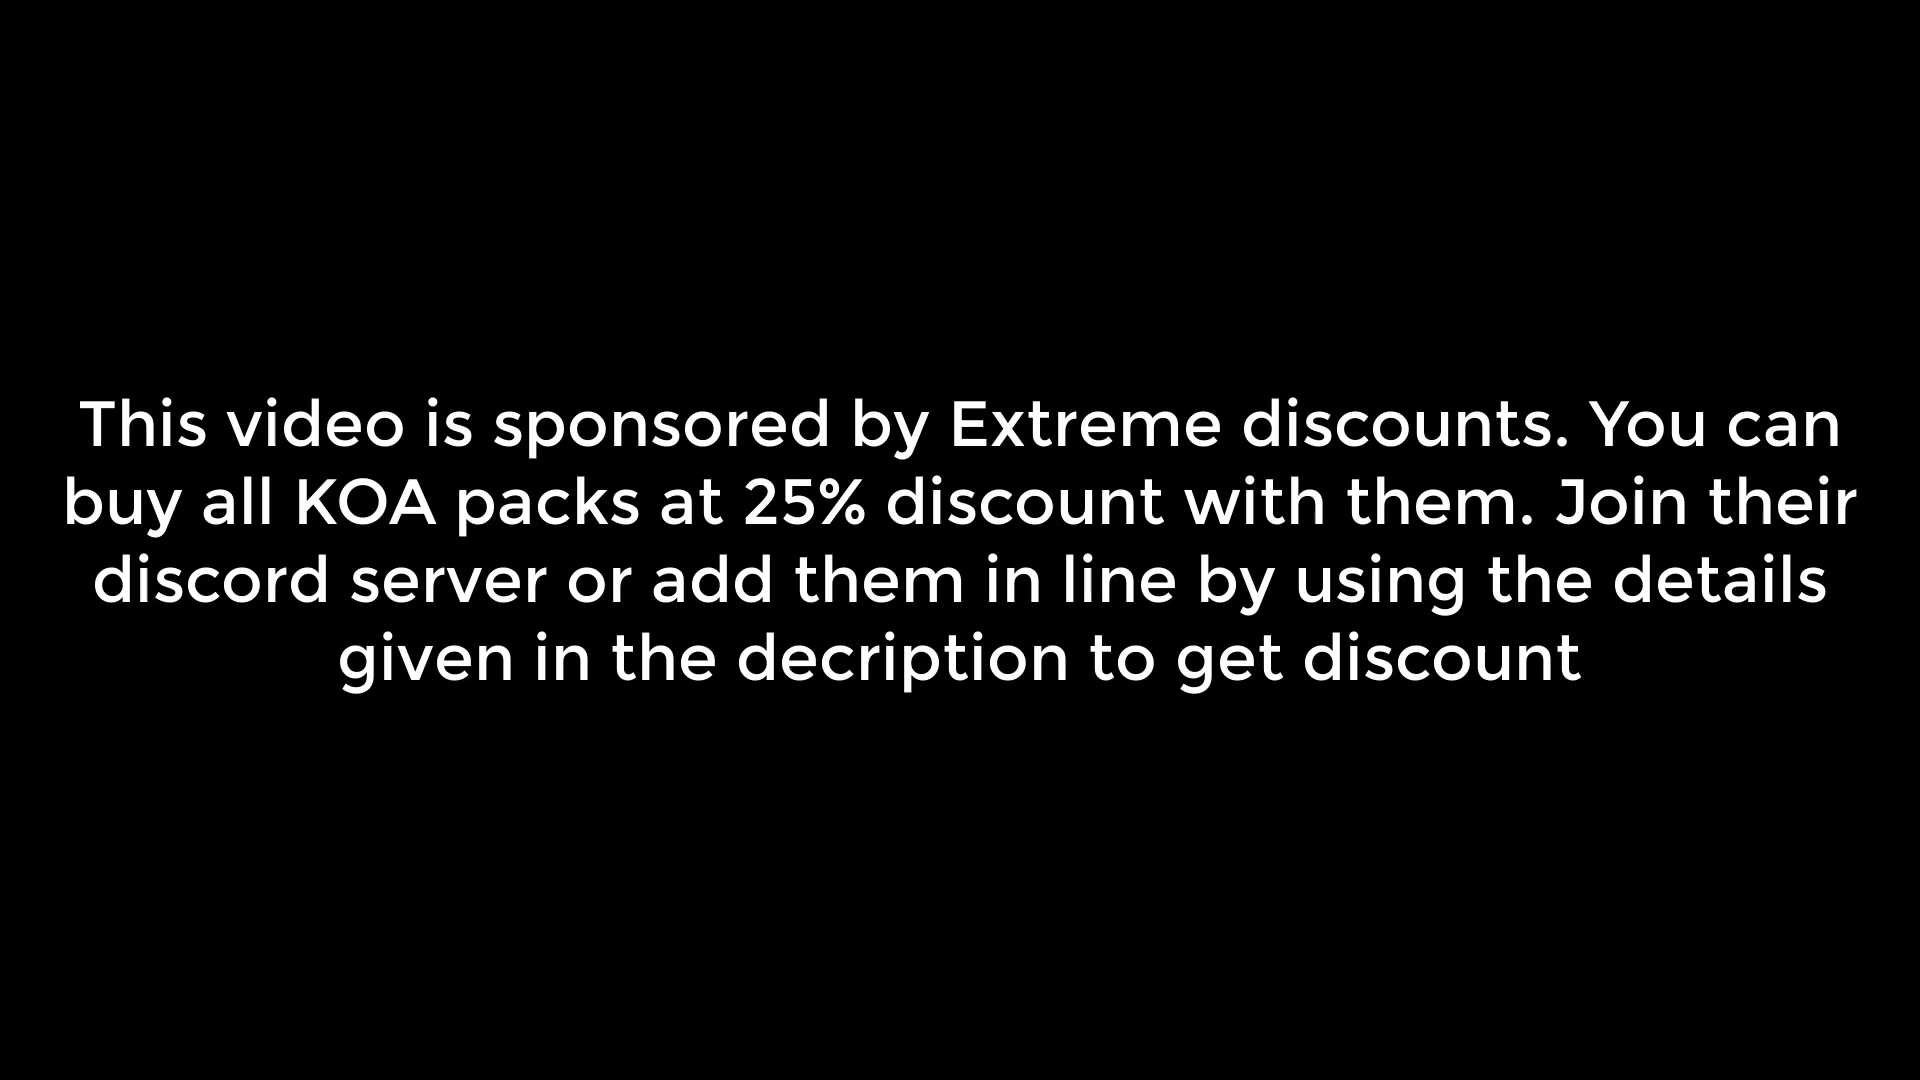 This video is sponsored by Extreme discounts. You can
buy all KOA packs at 25% discount with them. Join their
discord server or add them in line by using the details
given in the decription to get discount